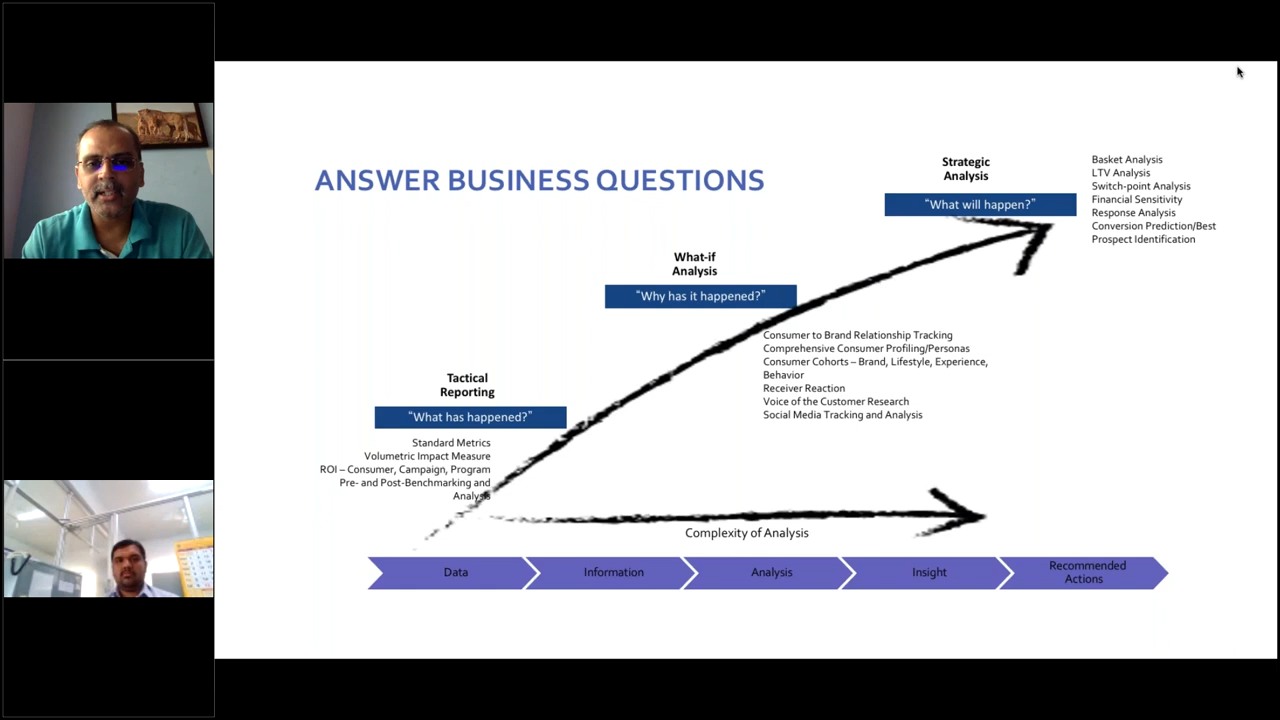 ANSWER BUSINESS QUESTIONS
Strategic
Analysis
“What will happen?”
Basket Analysis
LTV Analysis
Switch-point Analysis
Financial Sensitivity
Response Analysis
Conversion Prediction/Best
Prospect Identification
What-if
Analysis
“Why has it happened?”
Consumer to Brand Relationship Tracking
Comprehensive Consumer Profiling/Personas
Consumer Cohorts – Brand, Lifestyle, Experience,
Behavior
Receiver Reaction
Voice of the Customer Research
Social Media Tracking and Analysis
Tactical
Reporting
“What has happened?”
Standard Metrics
Volumetric Impact Measure
ROI – Consumer, Campaign, Program
Pre- and Post-Benchmarking and
Analysis
Complexity of Analysis
Data
Information
Analysis
Insight
Recommended
Actions